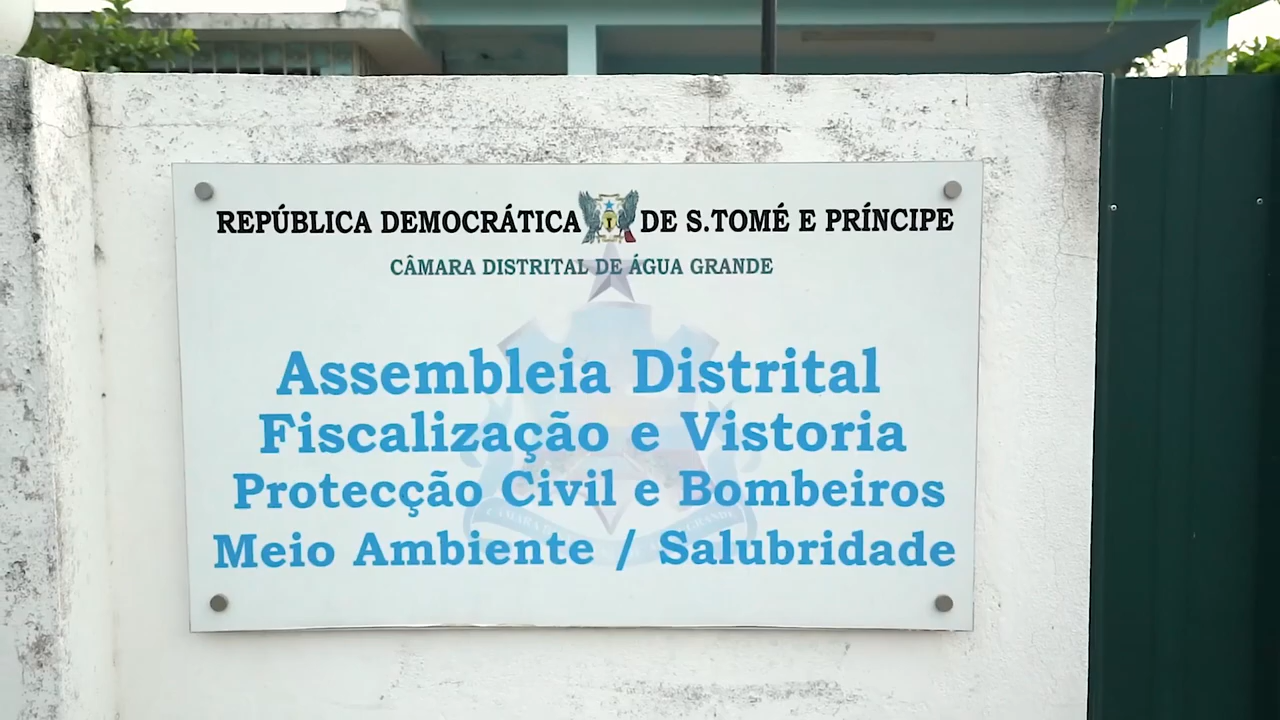 REPÚBLICA DEMOCRÁTICA DE S.TOMÉ E PRÍNCIPE
CÂMARA DISTRITAL DE ÁGUA GRANDE
Assembleia Distrital
Fiscalização e Vistoria
Protecção Civil e Bombeiros
Meio Ambiente / Salubridade